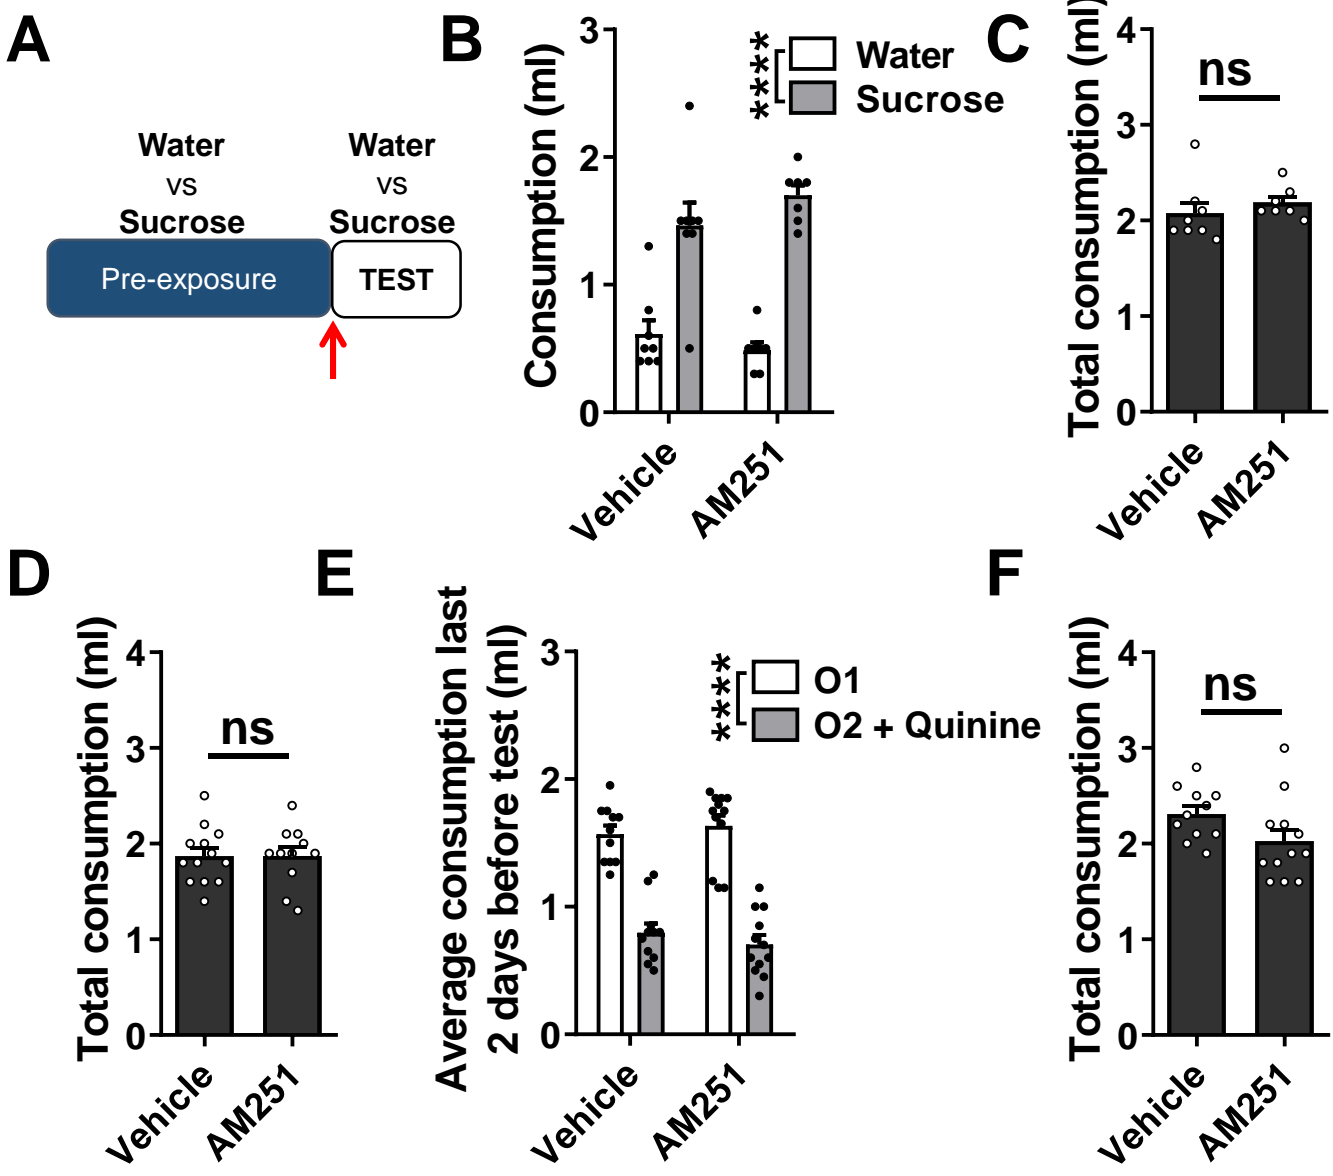 A
Water
vs
Sucrose
Water
vs
Sucrose
Pre-exposure
TEST
B
Consumption (ml)
3
2
1
0
****
Water
Sucrose
Vehicle
AM251
C
Total consumption (ml)
4
3
2
1
0
ns
Vehicle
AM251
D
Total consumption (ml)
4
3
2
1
0
ns
Vehicle
AM251
E
Average consumption last
2 days before test (ml)
3
2
1
0
****
O1
O2 + Quinine
Vehicle
AM251
F
Total consumption (ml)
4
3
2
1
0
ns
Vehicle
AM251